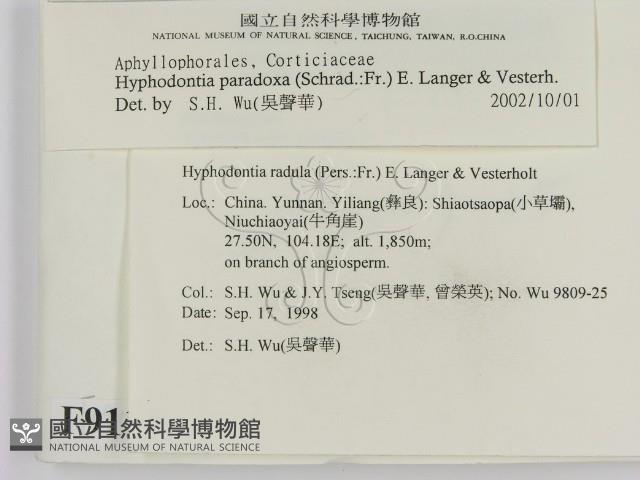 國立自然科學博物館
NATIONAL MUSEUM OF NATURAL SCIENCE, TAICHUNG, TAIWAN, R.O.CHINA
Aphyllophorales, Corticiaceae
Hyphodontia paradoxa (Schrad.:Fr.) E. Langer & Vesterh.
Det. by S.H. Wu(吳聲華) 2002/10/01
Hyphodontia radula (Pers.:Fr.) E. Langer & Vesterholt
Loc.: China. Yunnan. Yiliang(彝良): Shiaotsaopa(小草壩),
Niuchiaoyai(牛角崖)
27.50N, 104.18E; alt. 1,850m;
on branch of angiosperm.
Col.: S.H. Wu & J.Y. Tseng(吳聲華, 曾榮英); No. Wu 9809-25
Date: Sep. 17, 1998
Det.: S.H. Wu(吳聲華)
F91
國立自然科學博物館
NATIONAL MUSEUM OF NATURAL SCIENCE